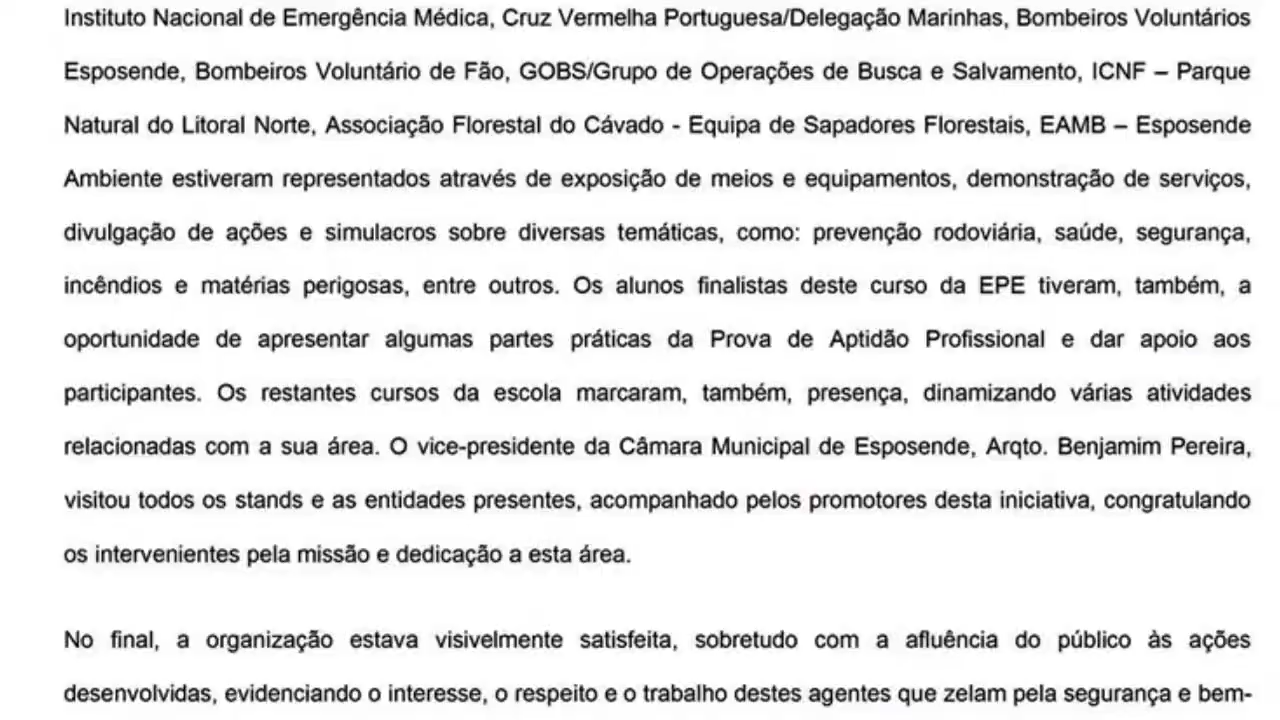 Instituto Nacional de Emergência Médica, Cruz Vermelha Portuguesa/Delegação Marinhas, Bombeiros Voluntários
Esposende, Bombeiros Voluntário de Fão, GOBS/Grupo de Operações de Busca e Salvamento, ICNF – Parque
Natural do Litoral Norte, Associação Florestal do Cávado - Equipa de Sapadores Florestais, EAMB – Esposende
Ambiente estiveram representados através de exposição de meios e equipamentos, demonstração de serviços,
divulgação de ações e simulacros sobre diversas temáticas, como: prevenção rodoviária, saúde, segurança,
incêndios e matérias perigosas, entre outros. Os alunos finalistas deste curso da EPE tiveram, também, a
oportunidade de apresentar algumas partes práticas da Prova de Aptidão Profissional e dar apoio aos
participantes. Os restantes cursos da escola marcaram, também, presença, dinamizando várias atividades
relacionadas com a sua área. O vice-presidente da Câmara Municipal de Esposende, Arqto. Benjamim Pereira,
visitou todos os stands e as entidades presentes, acompanhado pelos promotores desta iniciativa, congratulando
os intervenientes pela missão e dedicação a esta área.
No final, a organização estava visivelmente satisfeita, sobretudo com a afluência do público às ações
desenvolvidas, evidenciando o interesse, o respeito e o trabalho destes agentes que zelam pela segurança e bem-